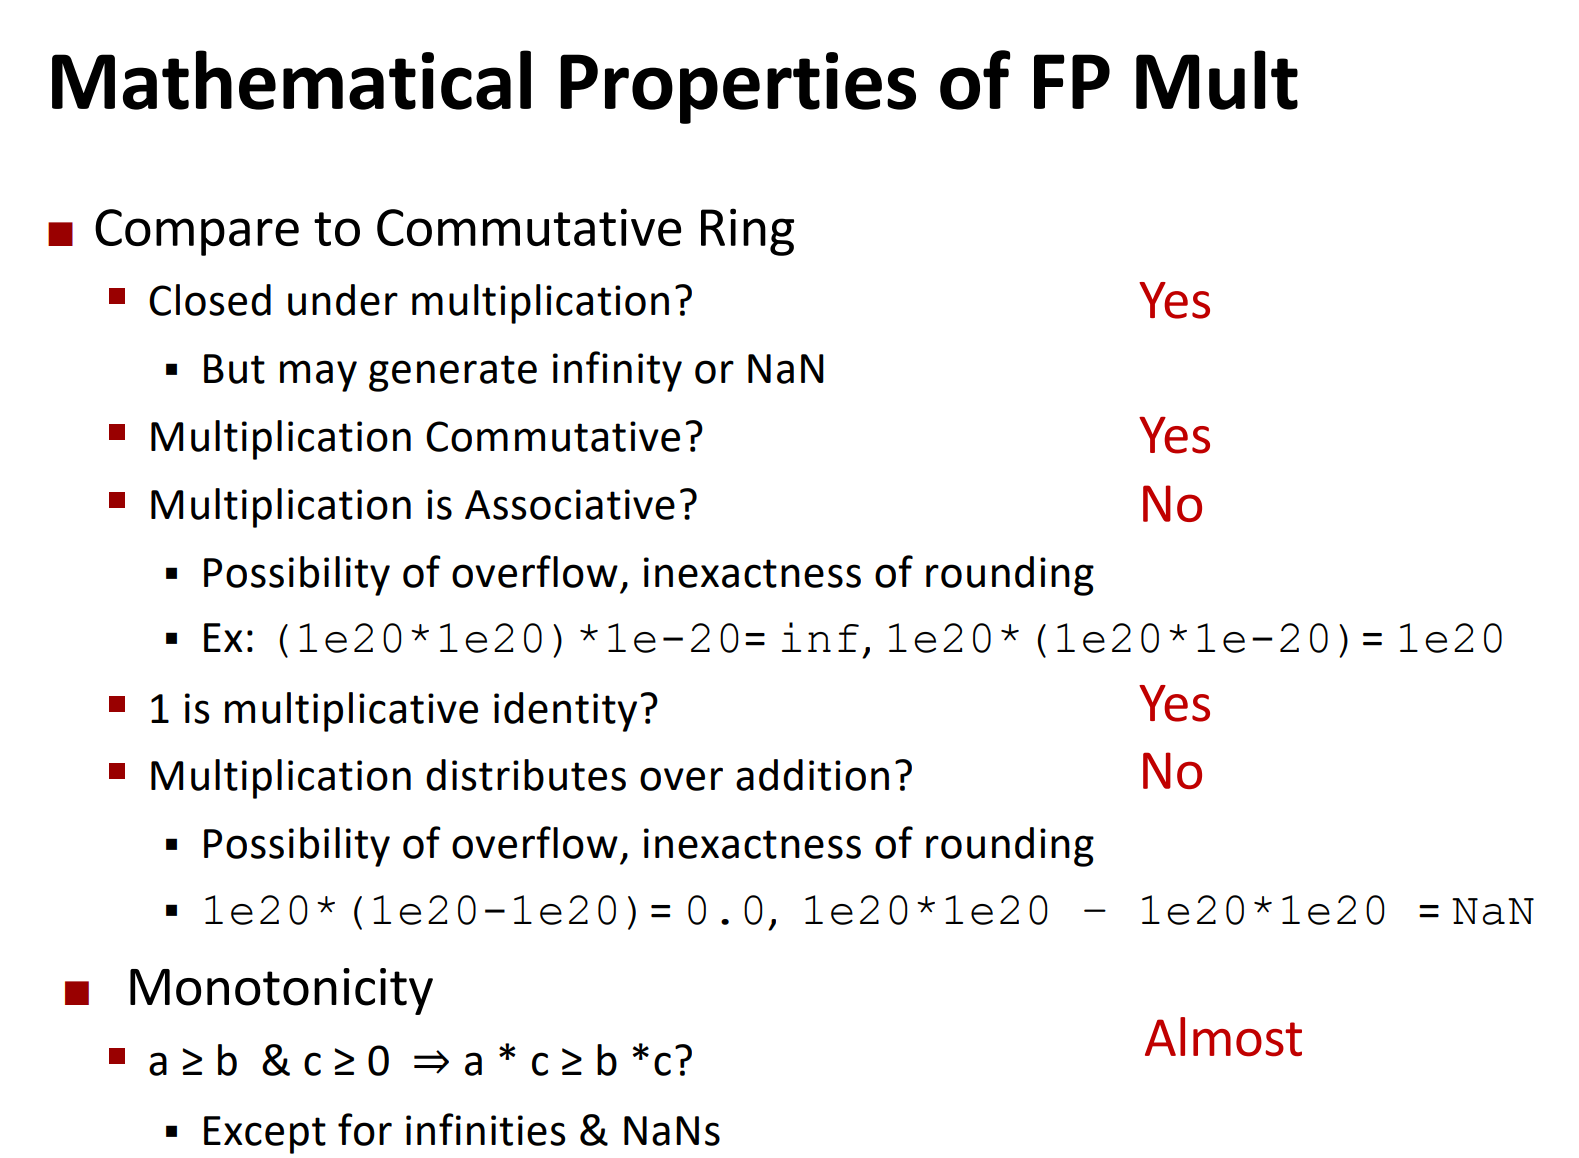 Mathematical Properties of FP Mult
Compare to Commutative Ring
Closed under multiplication? Yes
But may generate infinity or NaN
Multiplication Commutative? Yes
Multiplication is Associative? No
Possibility of overflow, inexactness of rounding
Ex: (1e20*1e20)*1e-20= inf, 1e20*(1e20*1e-20)= 1e20
1 is multiplicative identity? Yes
Multiplication distributes over addition? No
Possibility of overflow, inexactness of rounding
1e20*(1e20-1e20)= 0.0, 1e20*1e20 – 1e20*1e20 = NaN
Monotonicity
a ≥ b & c ≥ 0 ⇒ a * c ≥ b *c? Almost
Except for infinities & NaNs